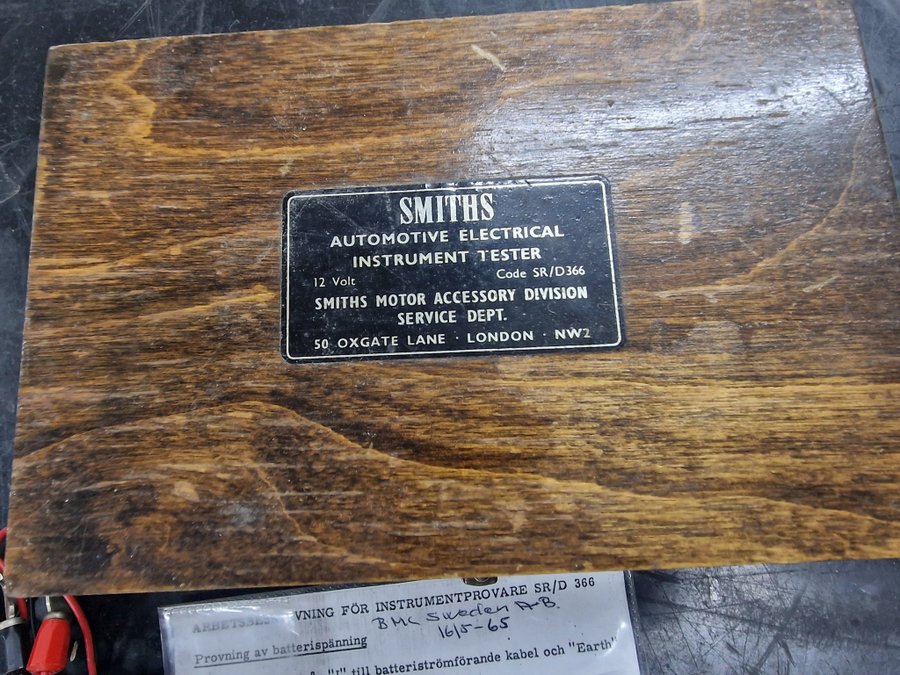 SMITHS
AUTOMOTIVE ELECTRICAL
INSTRUMENT TESTER
12 Volt Code SR/D366
SMITHS MOTOR ACCESSORY DIVISION
SERVICE DEPT.
50 OXGATE LANE · LONDON · NW2
FÖR INSTRUMENTPROVARE SR/D 366
BMC Sweden A-B.
16/5-65
Provning av batterispänning
"I" till batteriströmförande kabel och "Earth"